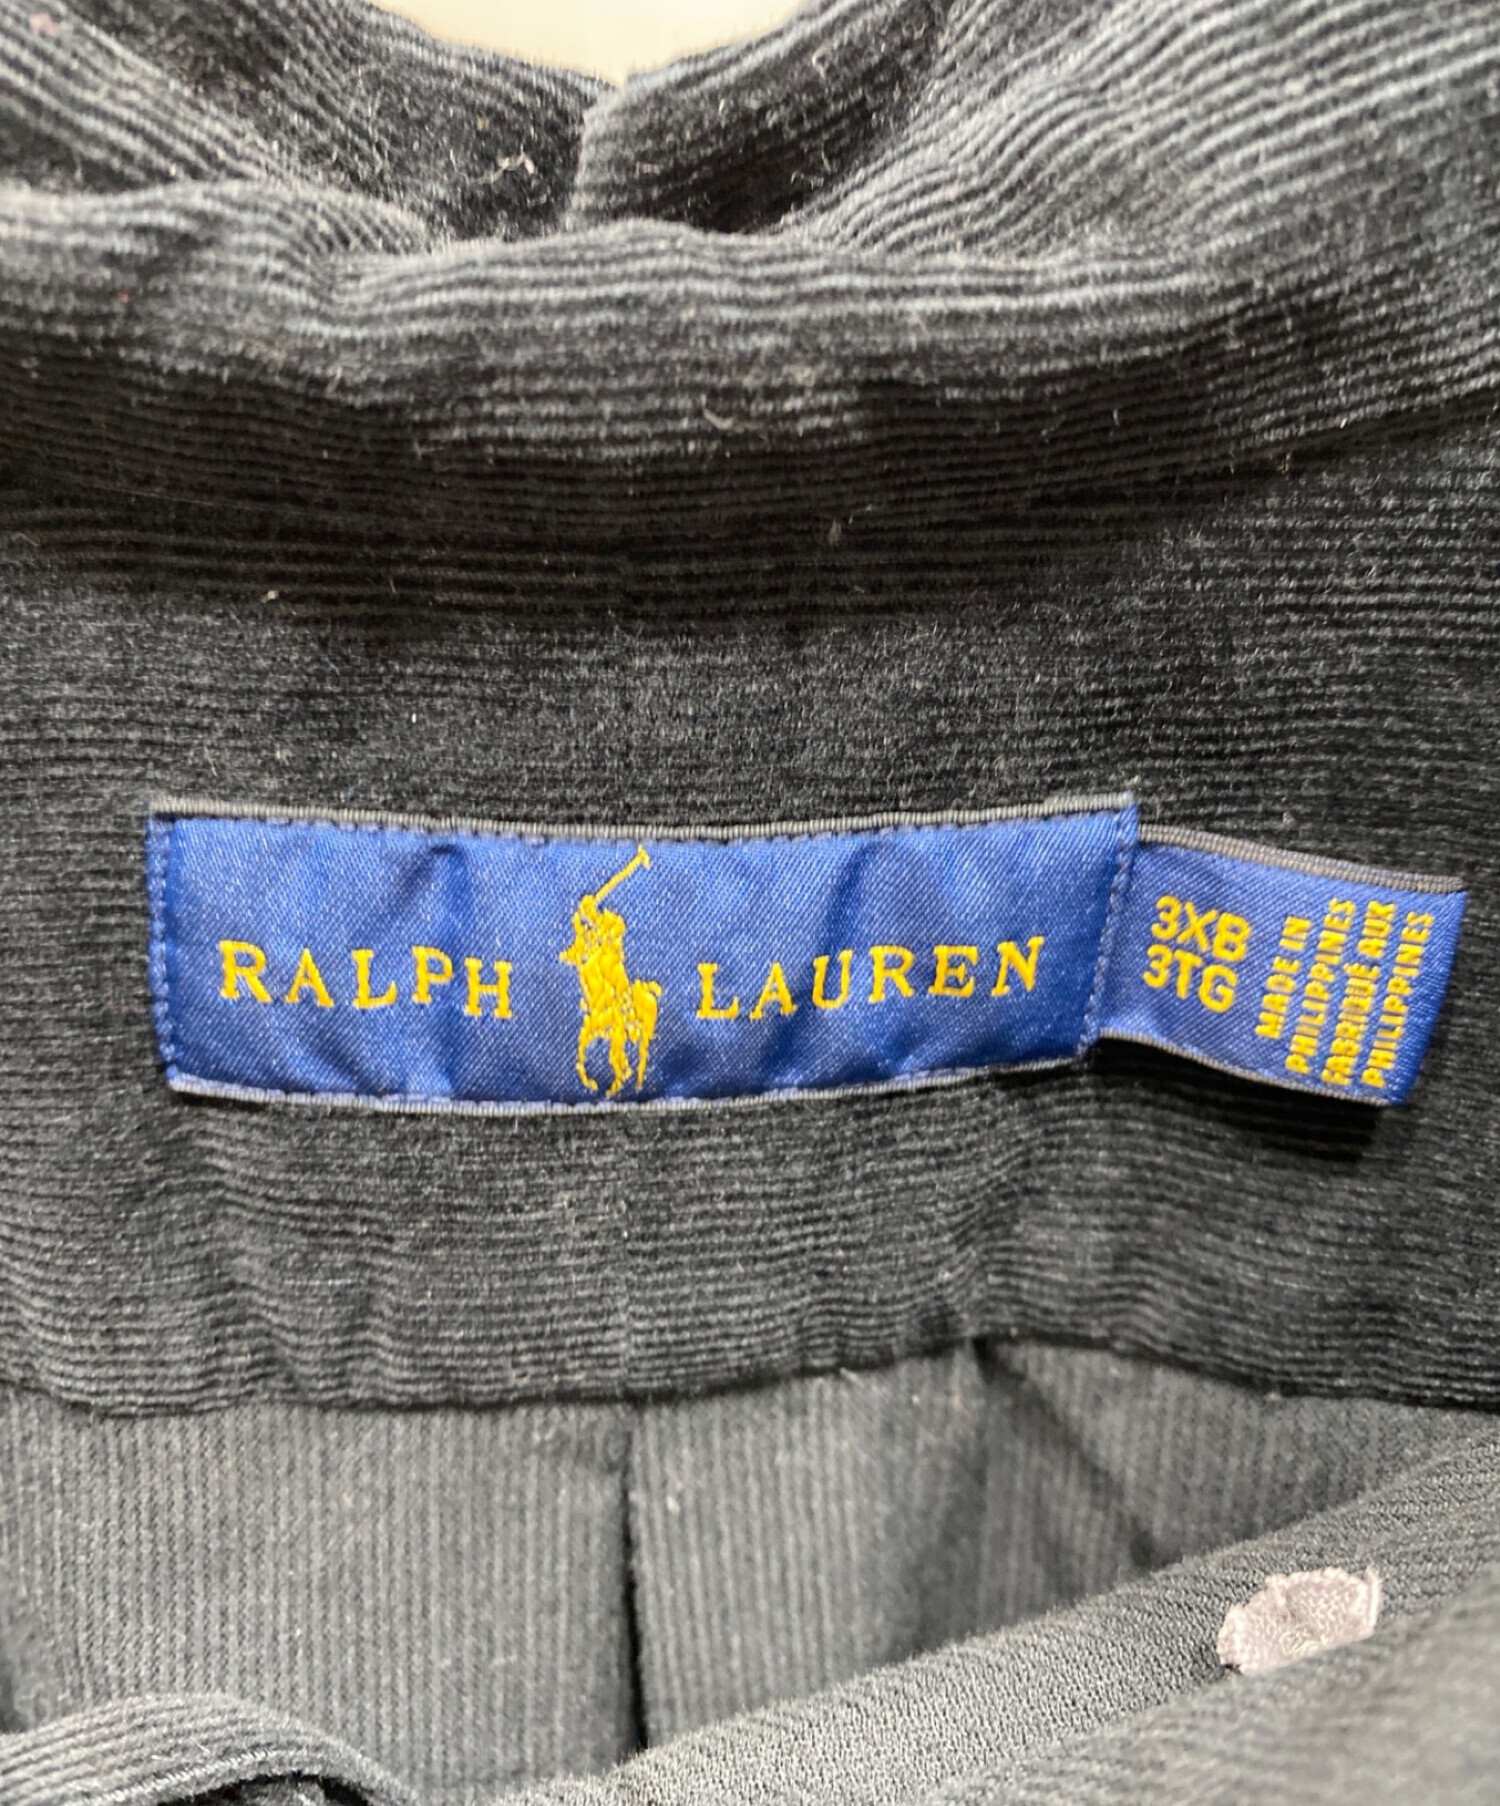 RALPH LAUREN
3XB
3TG
MADE IN
PHILIPPINES
FABRIQUÉ AUX
PHILIPPINES